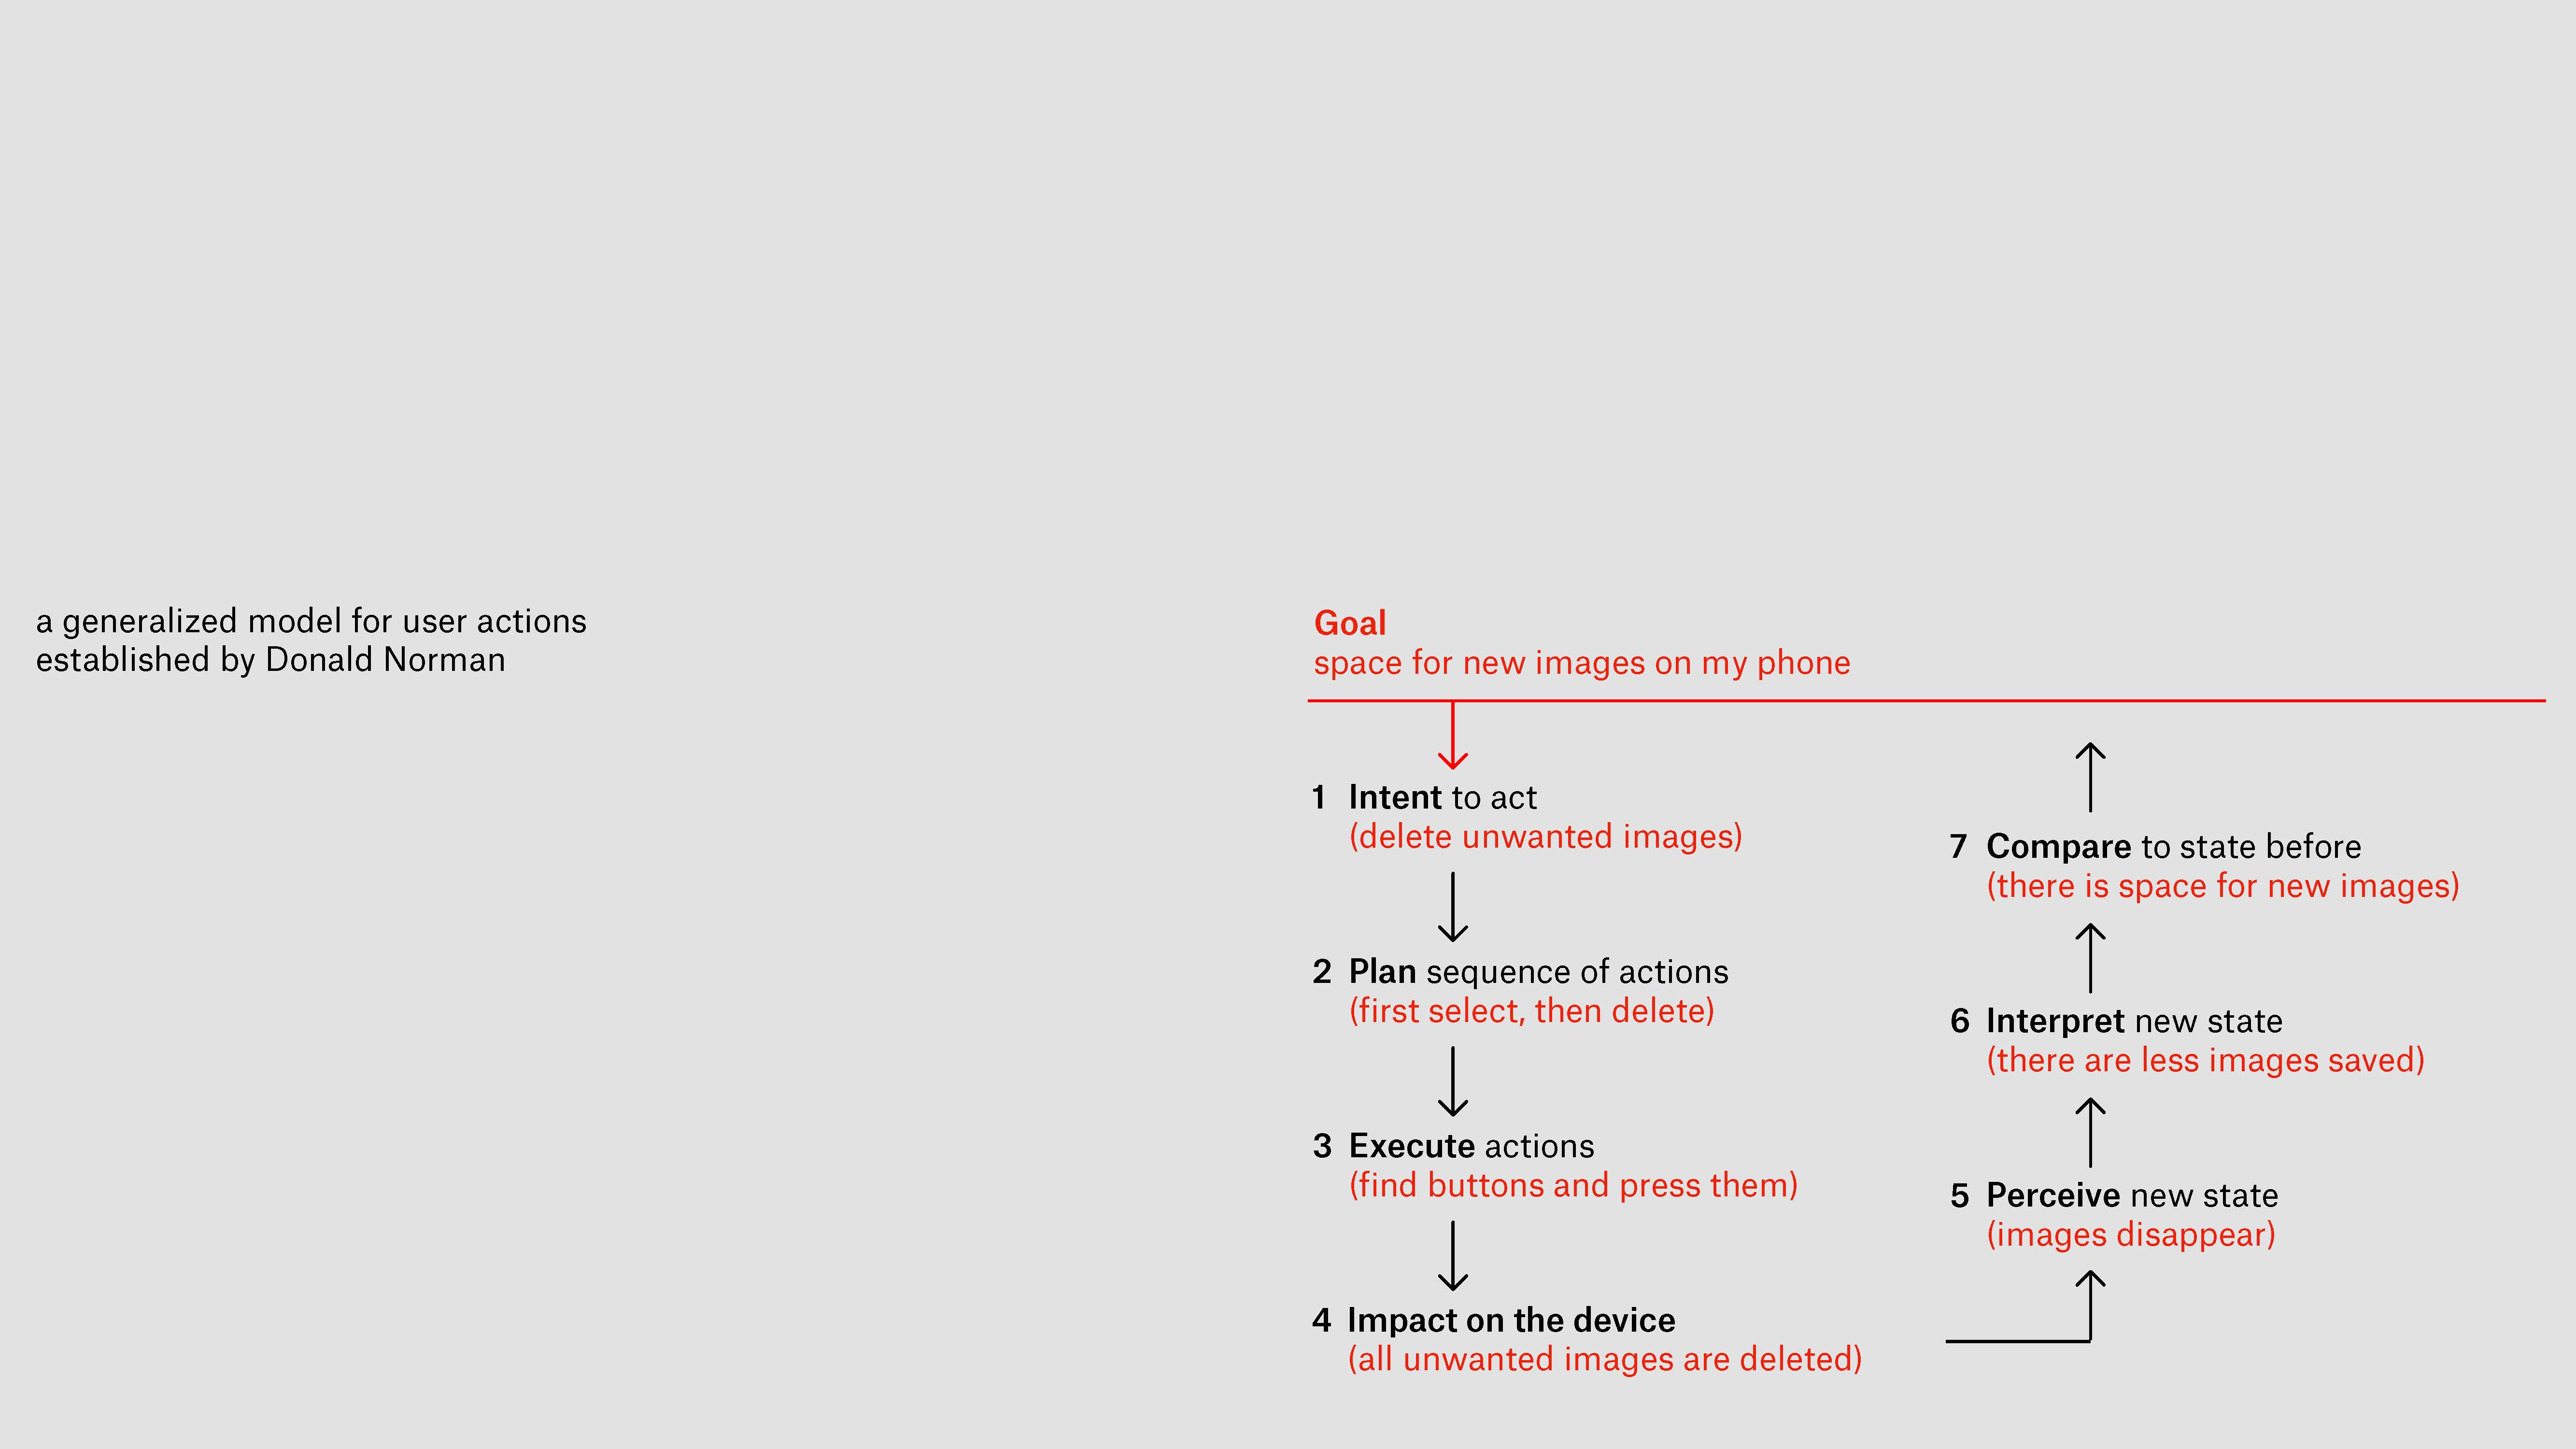 a generalized model for user actions
established by Donald Norman
Goal
space for new images on my phone
1 Intent to act
(delete unwanted images)
2 Plan sequence of actions
(first select, then delete)
3 Execute actions
(find buttons and press them)
4 Impact on the device
(all unwanted images are deleted)
7 Compare to state before
(there is space for new images)
6 Interpret new state
(there are less images saved)
5 Perceive new state
(images disappear)